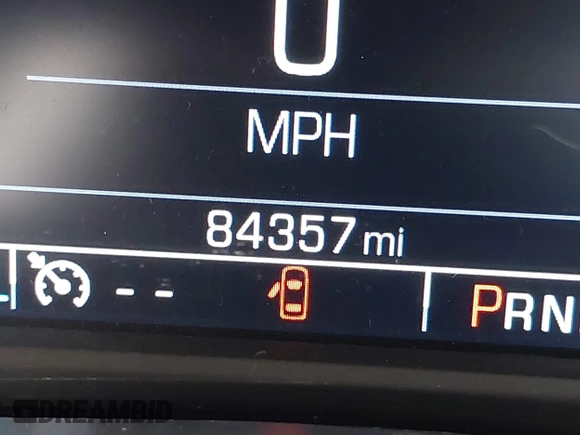 0
MPH
84357 mi
-- PRN
DREAMBID